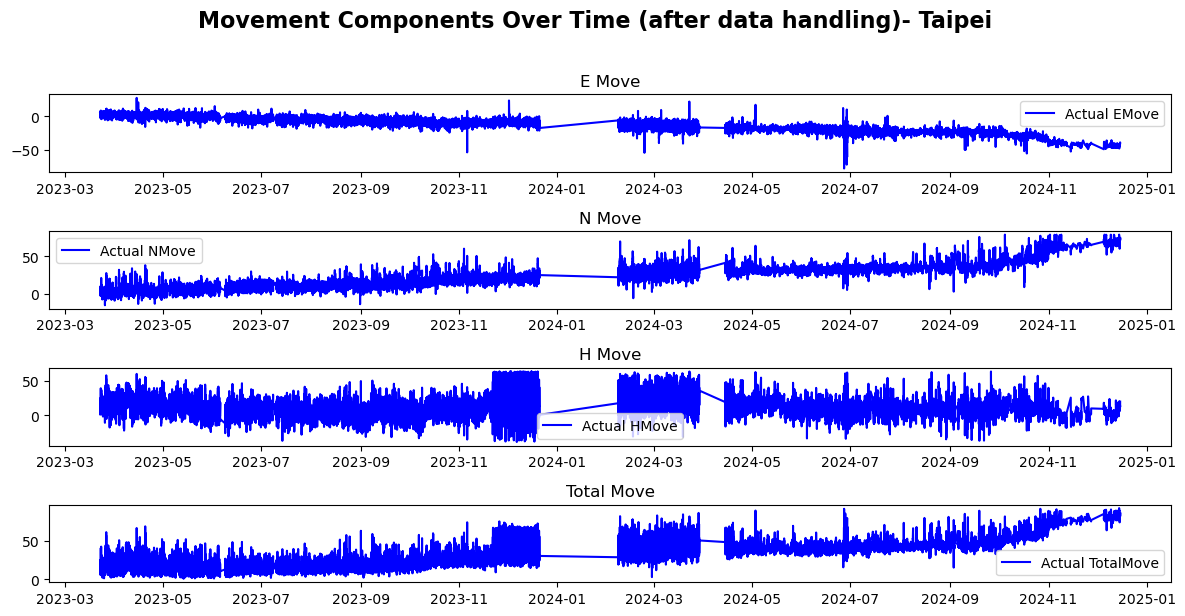 Movement Components Over Time (after data handling)- Taipei
E Move
0
−50
Actual EMove
2023-03 2023-05 2023-07 2023-09 2023-11 2024-01 2024-03 2024-05 2024-07 2024-09 2024-11 2025-01
N Move
50
0
Actual NMove
2023-03 2023-05 2023-07 2023-09 2023-11 2024-01 2024-03 2024-05 2024-07 2024-09 2024-11 2025-01
H Move
50
0
Actual HMove
2023-03 2023-05 2023-07 2023-09 2023-11 2024-01 2024-03 2024-05 2024-07 2024-09 2024-11 2025-01
Total Move
50
0
Actual TotalMove
2023-03 2023-05 2023-07 2023-09 2023-11 2024-01 2024-03 2024-05 2024-07 2024-09 2024-11 2025-01